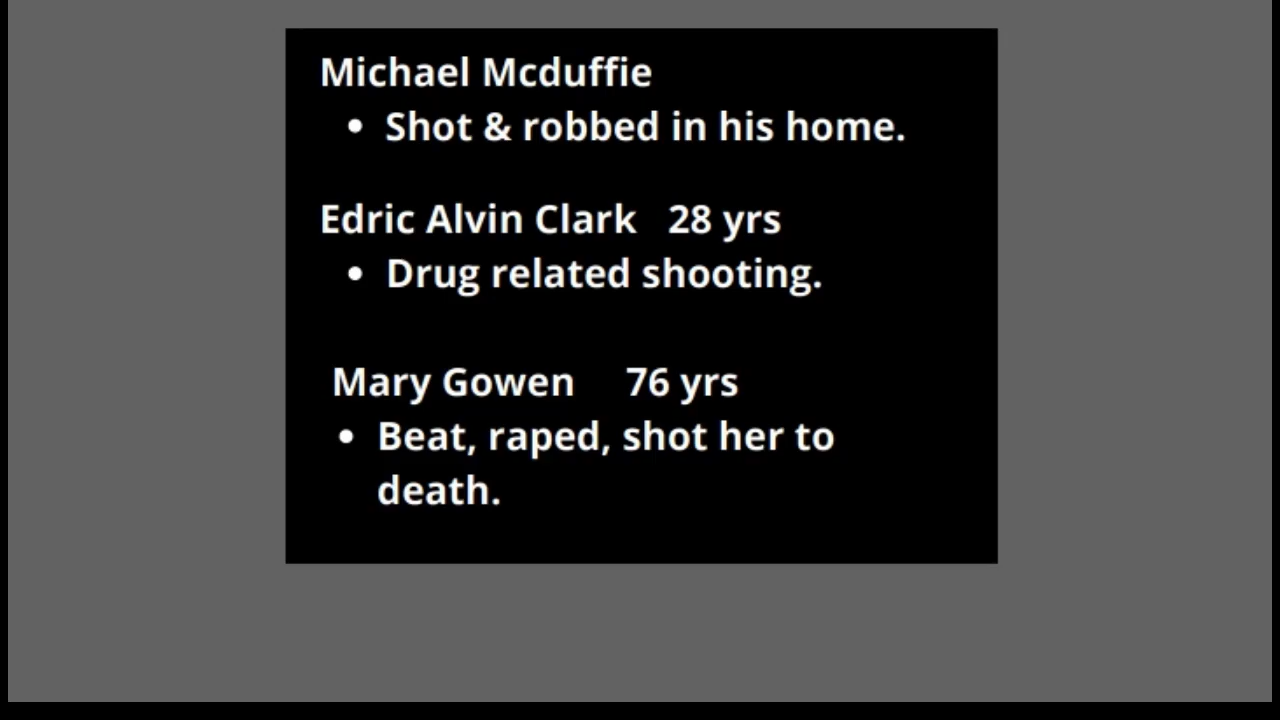 Michael Mcduffie
• Shot & robbed in his home.
Edric Alvin Clark 28 yrs
• Drug related shooting.
Mary Gowen 76 yrs
• Beat, raped, shot her to
death.